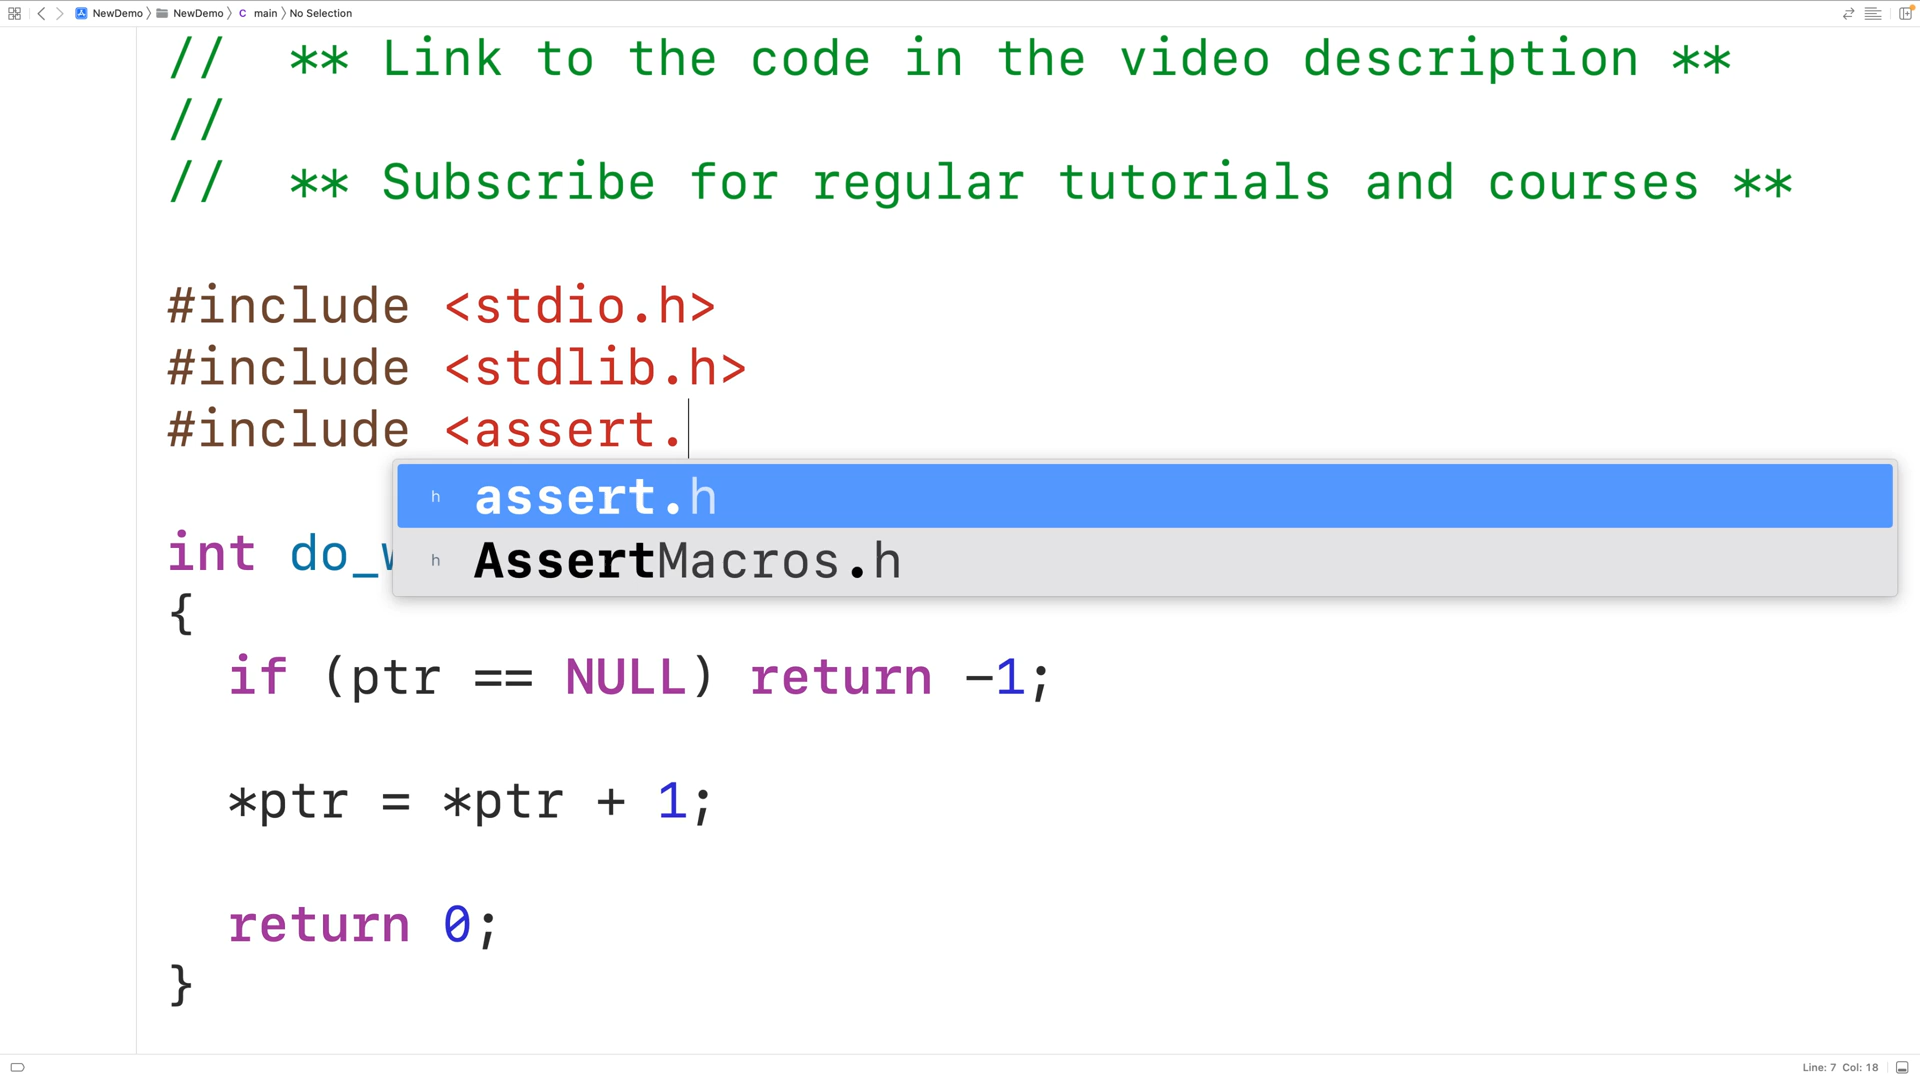 NewDemo NewDemo C main No Selection
// ** Link to the code in the video description **
//
// ** Subscribe for regular tutorials and courses **
#include <stdio.h>
#include <stdlib.h>
#include <assert.
h assert.h
h AssertMacros.h
int do_
{
if (ptr == NULL) return -1;
*ptr = *ptr + 1;
return 0;
}
Line: 7 Col: 18